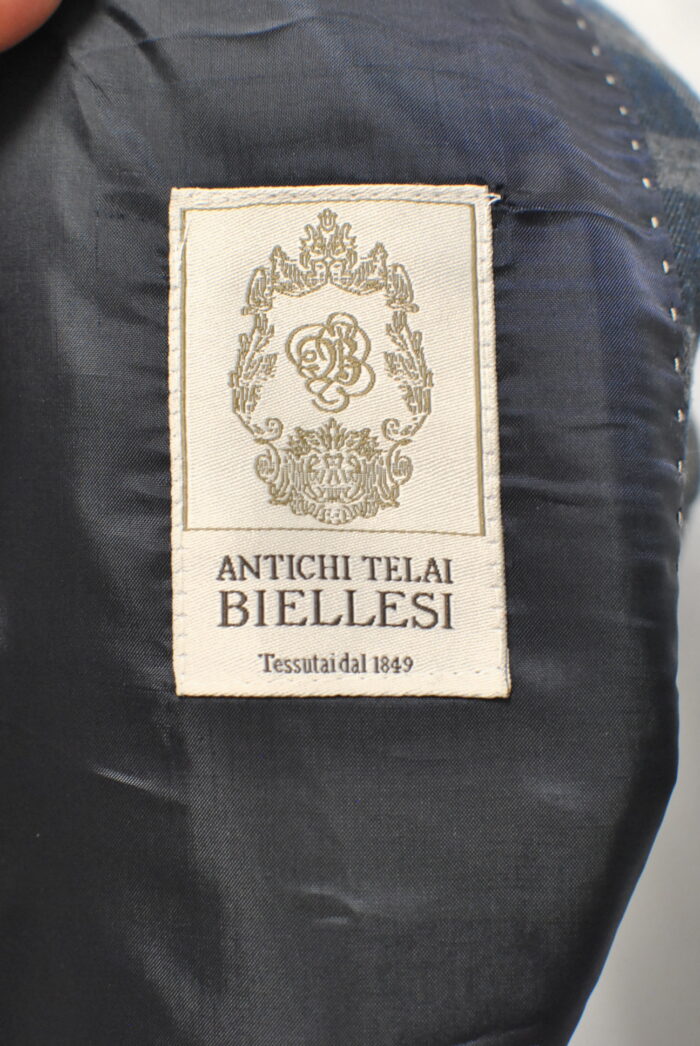 ANTICHI TELAI
BIELLESI
Tessutai dal 1849